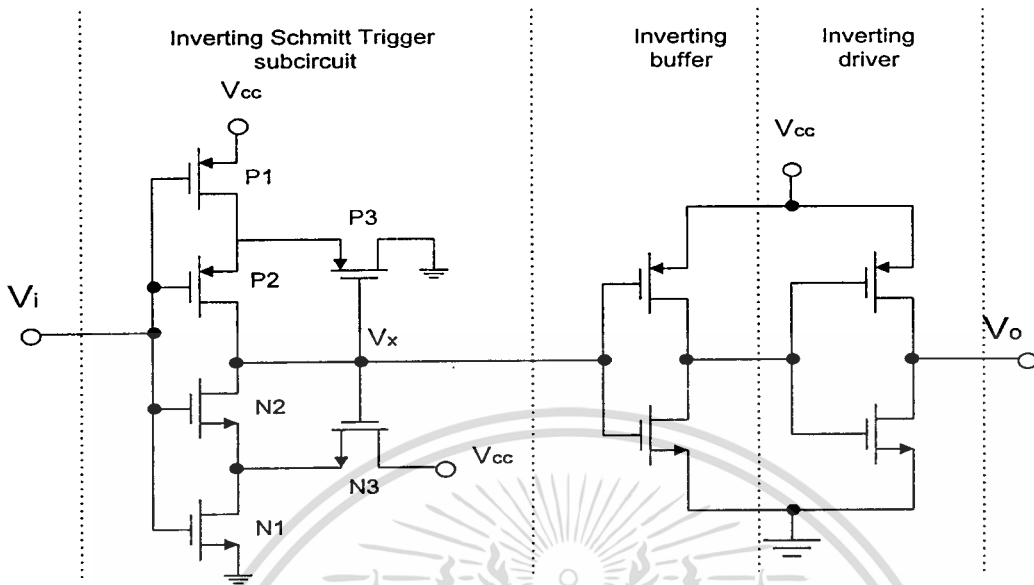 Inverting Schmitt Trigger
subcircuit
Inverting
buffer
Inverting
driver
Vcc
P1
P3
P2
Vi
Vx
N2
N3
Vcc
N1
Vcc
Vo